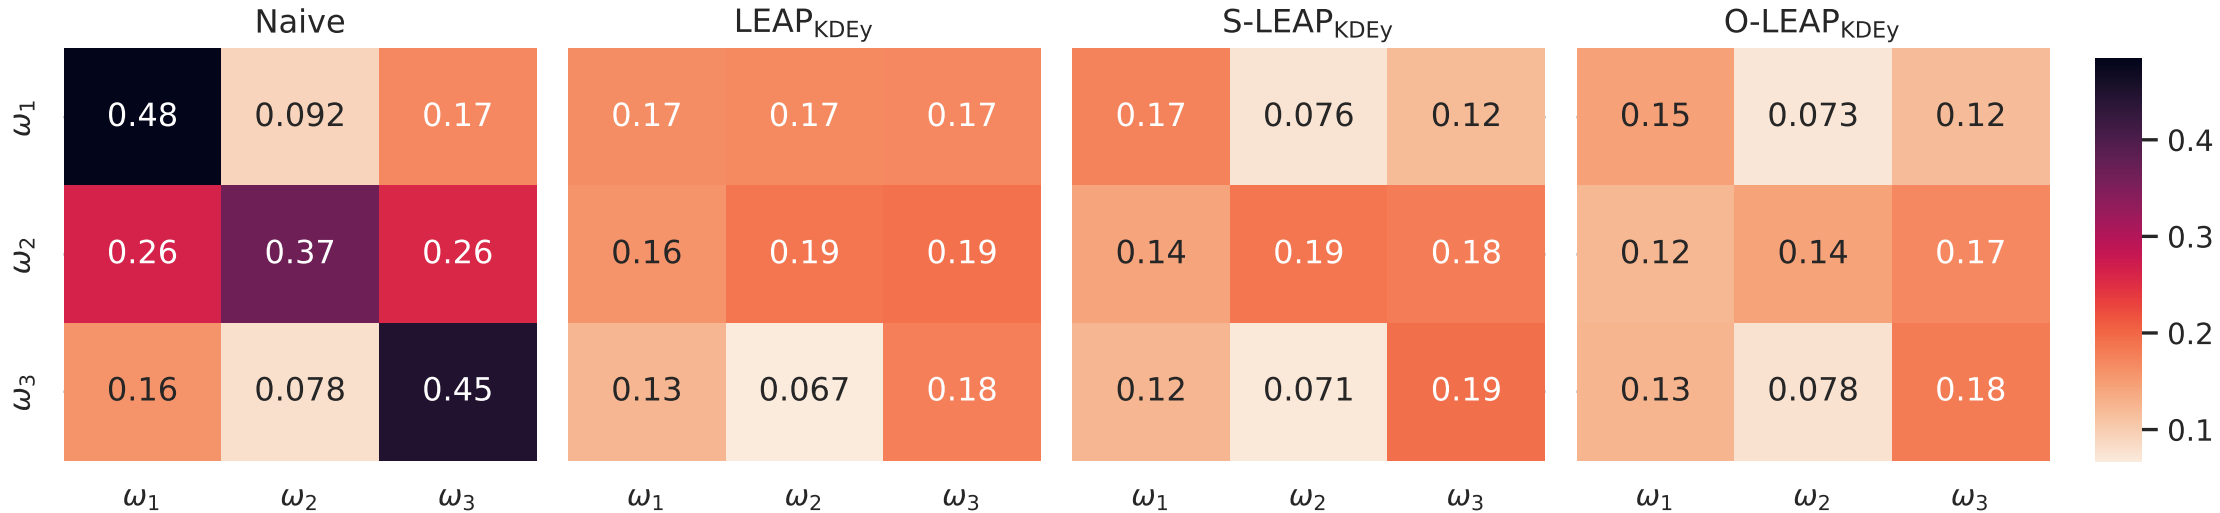 Naive LEAP_KDEy S-LEAP_KDEy O-LEAP_KDEy
ω₁ 0.48 0.092 0.17 0.17 0.17 0.17 0.17 0.076 0.12 0.15 0.073 0.12
0.4
0.3
ω₂ 0.26 0.37 0.26 0.16 0.19 0.19 0.14 0.19 0.18 0.12 0.14 0.17
0.2
ω₃ 0.16 0.078 0.45 0.13 0.067 0.18 0.12 0.071 0.19 0.13 0.078 0.18
0.1
ω₁ ω₂ ω₃ ω₁ ω₂ ω₃ ω₁ ω₂ ω₃ ω₁ ω₂ ω₃